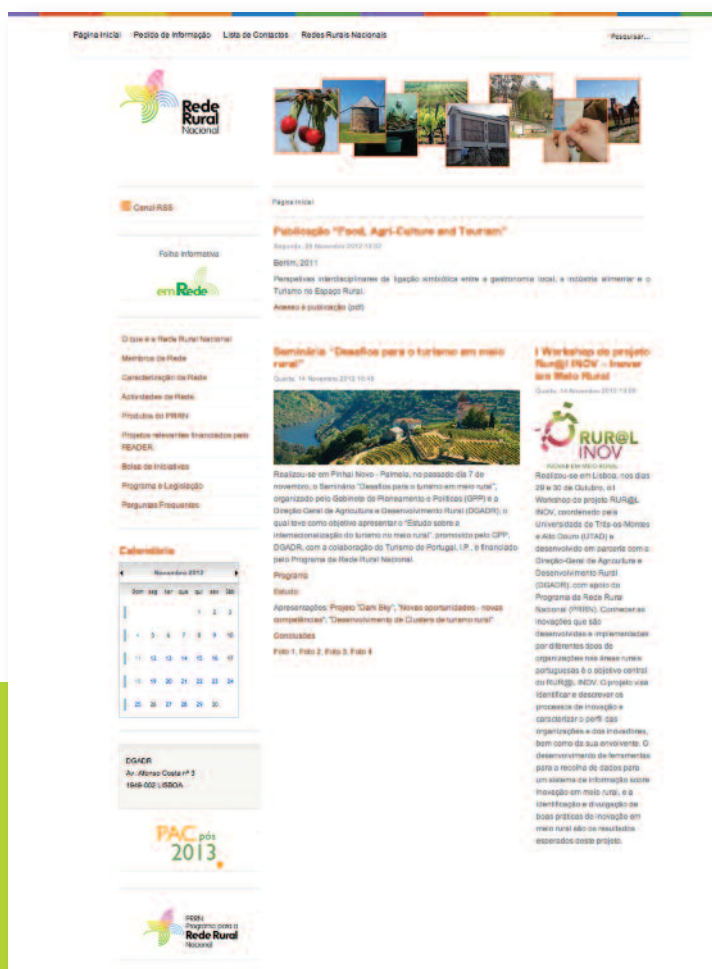 Página Inicial Pedido de Informação Lista de Contactos Redes Rurais Nacionais
Pesquisar...
Rede
Rural
Nacional
Canal RSS
Folha Informativa
emRede
O que é a Rede Rural Nacional
Membros da Rede
Caracterização da Rede
Actividades da Rede
Produtos do PRRN
Projetos relevantes financiados pelo
FEADER
Bolsa de Iniciativas
Programa e Legislação
Perguntas Frequentes
Calendário
Novembro 2012
Dom seg ter qua qui sex Sáb
1 2 3
4 5 6 7 8 9 10
11 12 13 14 15 16 17
18 19 20 21 22 23 24
25 26 27 28 29 30
DGADR
Av. Afonso Costa nº 3
1949-002 LISBOA
PAC pós
2013
PRRN
Programa para a
Rede Rural
Nacional
Página Inicial
Publicação "Food, Agri-Culture and Tourism"
Segunda, 26 Novembro 2012
Berlim, 2011
Perspetivas interdisciplinares da ligação simbiótica entre a gastronomia local, a indústria alimentar e o
Turismo no Espaço Rural.
Acesso à publicação (pdf)
Seminário "Desafios para o turismo em meio
rural"
Quarta, 14 Novembro 2012
Realizou-se em Pinhal Novo - Palmela, no passado dia 7 de
novembro, o Seminário "Desafios para o turismo em meio rural",
organizado pelo Gabinete de Planeamento e Políticas (GPP) e a
Direção-Geral de Agricultura e Desenvolvimento Rural (DGADR), o
qual teve como objetivo apresentar o "Estudo sobre a
internacionalização do turismo no meio rural", promovido pelo GPP,
DGADR, com a colaboração do Turismo de Portugal, I.P., e financiado
pelo Programa da Rede Rural Nacional.
Programa
Estudo
Apresentações: Projeto "Dark Sky", "Novas oportunidades - novas
competências"; "Desenvolvimento de Clusters de turismo rural"
Conclusões
Foto 1, Foto 2, Foto 3, Foto 4
I Workshop do projeto
Rur@l INOV - Inovar
em Meio Rural
Quarta, 14 Novembro 2012
RUR@L
INOV
INOVAR EM MEIO RURAL
Realizou-se em Lisboa, nos dias
29 e 30 de Outubro, o I
Workshop do projeto RUR@L
INOV, coordenado pela
Universidade de Trás-os-Montes
e Alto Douro (UTAD) e
desenvolvido em parceria com a
Direção-Geral de Agricultura e
Desenvolvimento Rural
(DGADR), com apoio do
Programa da Rede Rural
Nacional (PRRN). Conhecer as
inovações que são
desenvolvidas e implementadas
por diferentes tipos de
organizações nas áreas rurais
portuguesas é o objetivo central
do RUR@L INOV. O projeto visa
identificar e descrever os
processos de inovação e
caracterizar o perfil das
organizações e dos inovadores,
bem como da sua envolvente. O
desenvolvimento de ferramentas
para a recolha de dados para
um sistema de informação sobre
inovação em meio rural, e a
identificação e divulgação de
boas práticas de inovação em
meio rural são os resultados
esperados deste projeto.